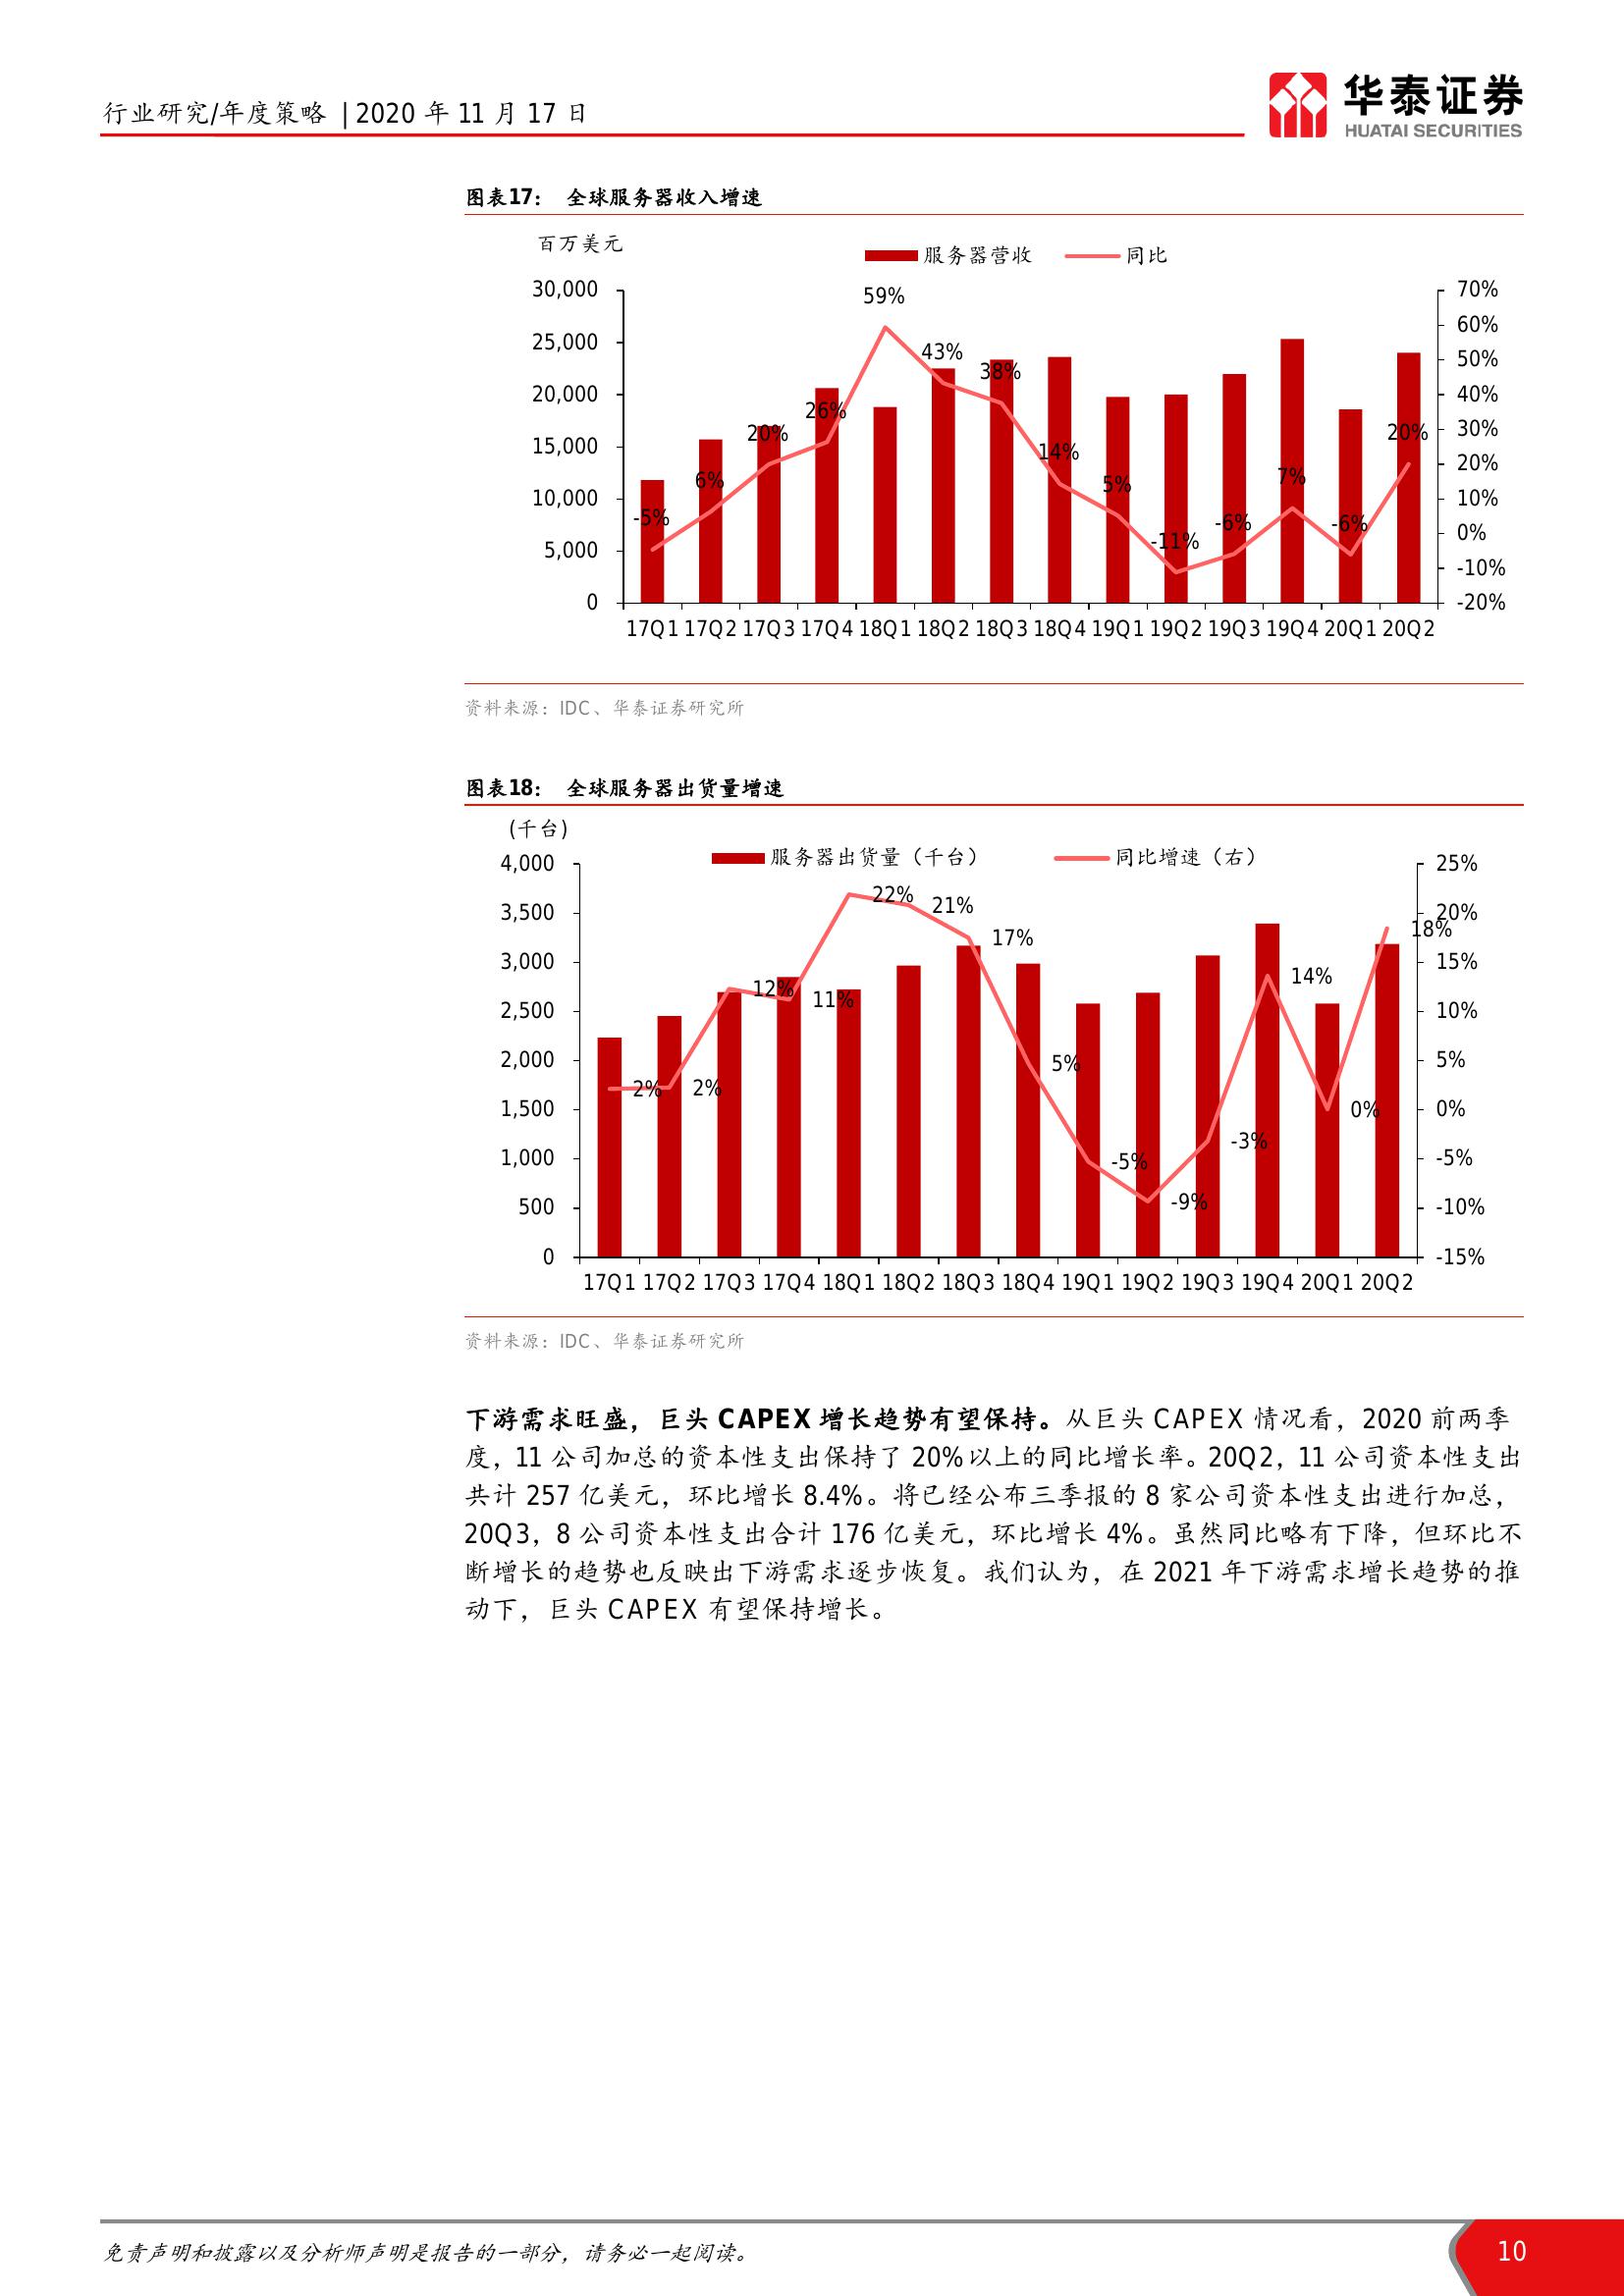 行业研究/年度策略 | 2020 年 11 月 17 日
华泰证券
HUATAI SECURITIES
图表17： 全球服务器收入增速
百万美元
服务器营收 同比
30,000
25,000
20,000
15,000
10,000
5,000
0
70%
60%
50%
40%
30%
20%
10%
0%
-10%
-20%
-5% 6% 20% 26% 59% 43% 38% 14% 5% -11% -6% 7% -6% 20%
17Q1 17Q2 17Q3 17Q4 18Q1 18Q2 18Q3 18Q4 19Q1 19Q2 19Q3 19Q4 20Q1 20Q2
资料来源：IDC、华泰证券研究所
图表18： 全球服务器出货量增速
(千台)
服务器出货量（千台） 同比增速（右）
4,000
3,500
3,000
2,500
2,000
1,500
1,000
500
0
25%
20%
15%
10%
5%
0%
-5%
-10%
-15%
2% 2% 12% 11% 22% 21% 17% 5% -5% -9% -3% 14% 0% 18%
17Q1 17Q2 17Q3 17Q4 18Q1 18Q2 18Q3 18Q4 19Q1 19Q2 19Q3 19Q4 20Q1 20Q2
资料来源：IDC、华泰证券研究所
下游需求旺盛，巨头 CAPEX 增长趋势有望保持。从巨头 CAPEX 情况看，2020 前两季
度，11 公司加总的资本性支出保持了 20%以上的同比增长率。20Q2，11 公司资本性支出
共计 257 亿美元，环比增长 8.4%。将已经公布三季报的 8 家公司资本性支出进行加总，
20Q3，8 公司资本性支出合计 176 亿美元，环比增长 4%。虽然同比略有下降，但环比不
断增长的趋势也反映出下游需求逐步恢复。我们认为，在 2021 年下游需求增长趋势的推
动下，巨头 CAPEX 有望保持增长。
免责声明和披露以及分析师声明是报告的一部分，请务必一起阅读。
10